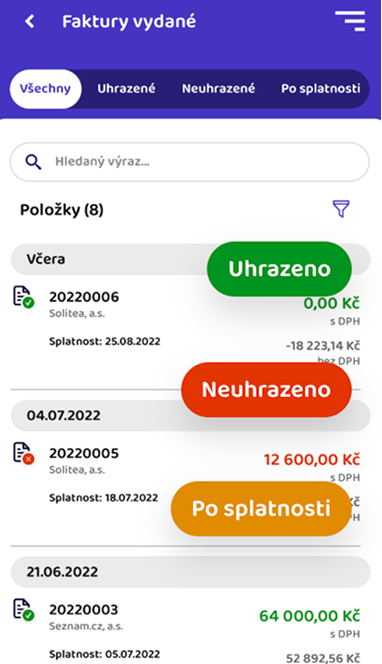 Faktury vydané
Všechny Uhrazené Neuhrazené Po splatnosti
Hledaný výraz...
Položky (8)
Včera
Uhrazeno
20220006
0,00 Kč
Solitea, a.s.
s DPH
Splatnost: 25.08.2022
-18 223,14 Kč
bez DPH
Neuhrazeno
04.07.2022
20220005
12 600,00 Kč
Solitea, a.s.
s DPH
Splatnost: 18.07.2022
Kč
Po splatnosti
21.06.2022
20220003
64 000,00 Kč
Seznam.cz, a.s.
s DPH
Splatnost: 05.07.2022
52 892,56 Kč